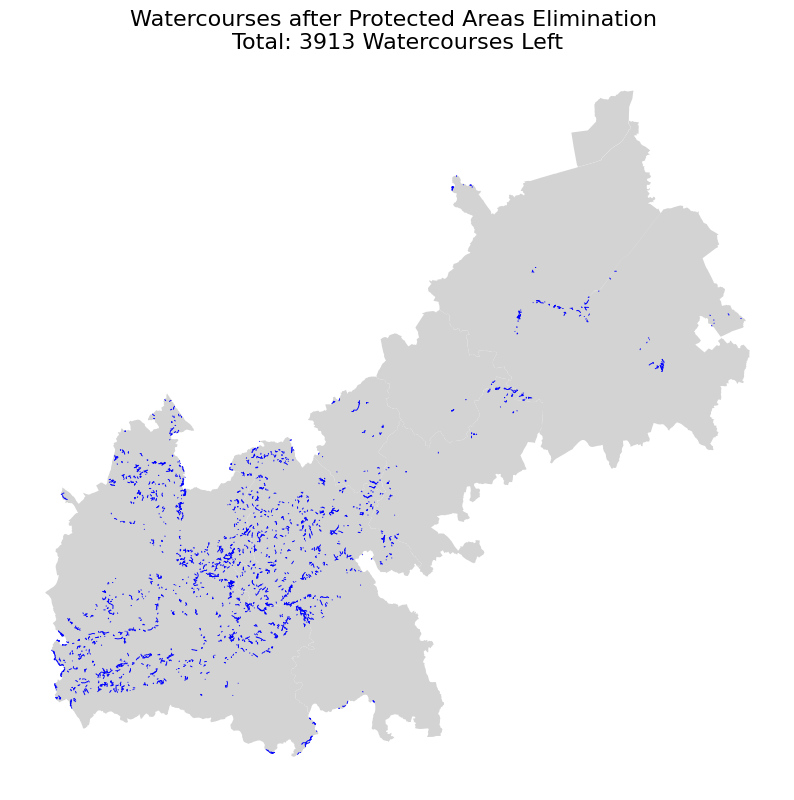 Watercourses after Protected Areas Elimination
Total: 3913 Watercourses Left